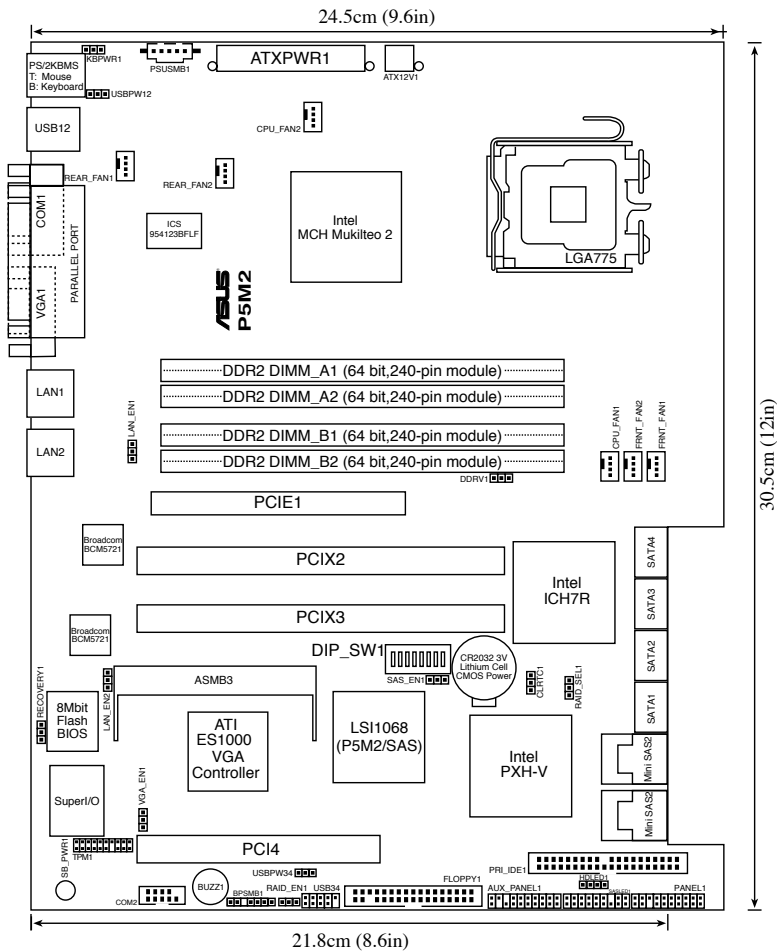 24.5cm (9.6in)
KBPWR1
PSUSMB1
ATXPWR1
ATX12V1
PS/2KBMS
T: Mouse
B: Keyboard
USBPW12
USB12
CPU_FAN2
REAR_FAN1
REAR_FAN2
COM1
PARALLEL PORT
VGA1
ICS
954123BFLF
Intel
MCH Mukilteo 2
LGA775
ASUS
P5M2
30.5cm (12in)
LAN1
LAN2
LAN_EN1
DDR2 DIMM_A1 (64 bit,240-pin module)
DDR2 DIMM_A2 (64 bit,240-pin module)
DDR2 DIMM_B1 (64 bit,240-pin module)
DDR2 DIMM_B2 (64 bit,240-pin module)
DDRV1
CPU_FAN1
FRNT_FAN2
FRNT_FAN1
PCIE1
Broadcom
BCM5721
PCIX2
Intel
ICH7R
SATA4
SATA3
SATA2
SATA1
PCIX3
Broadcom
BCM5721
DIP_SW1
SAS_EN1
CR2032 3V
Lithium Cell
CMOS Power
CLRTC1
RAID_SEL1
RECOVERY1
LAN_EN2
ASMB3
8Mbit
Flash
BIOS
ATI
ES1000
VGA
Controller
LSI1068
(P5M2/SAS)
Intel
PXH-V
Mini SAS2
Mini SAS2
SuperI/O
VGA_EN1
SB_PWR1
TPM1
PCI4
USBPW34
PRI_IDE1
HDLED1
BUZZ1
COM2
BPSMB1
RAID_EN1
USB34
FLOPPY1
AUX_PANEL1
SASLED1
PANEL1
21.8cm (8.6in)